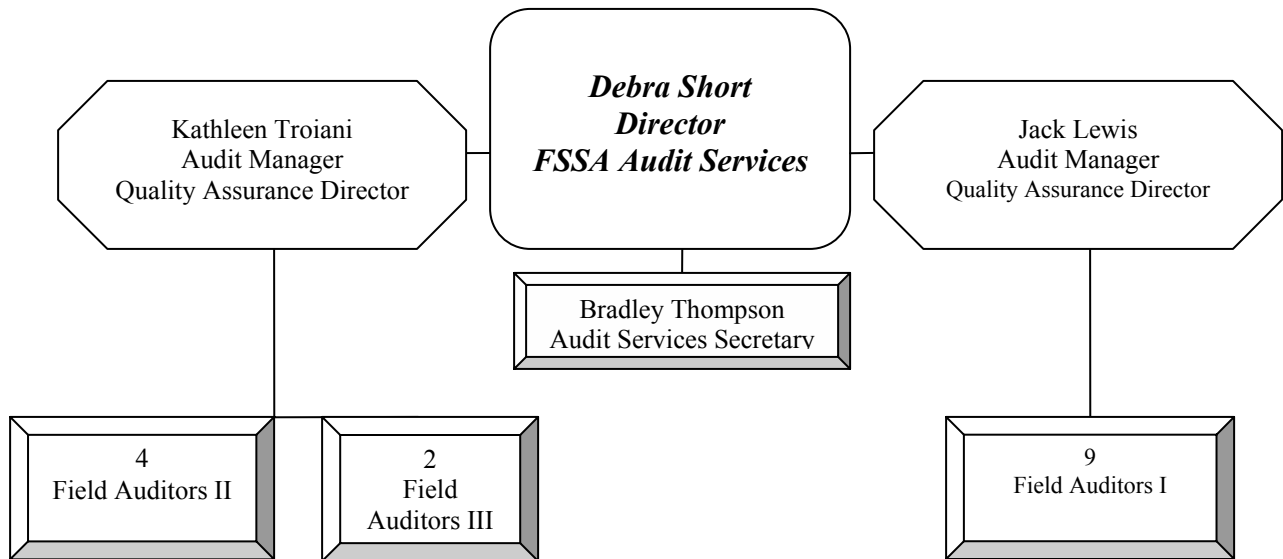 Debra Short
Director
FSSA Audit Services
Kathleen Troiani
Audit Manager
Quality Assurance Director
Jack Lewis
Audit Manager
Quality Assurance Director
Bradley Thompson
Audit Services Secretary
4
Field Auditors II
2
Field
Auditors III
9
Field Auditors I